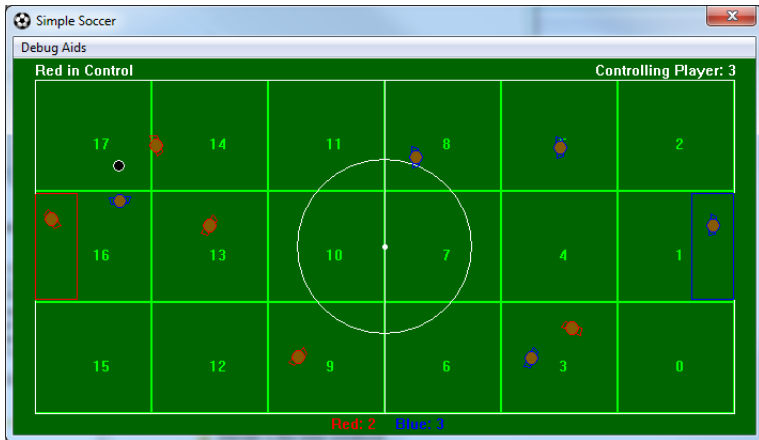 Simple Soccer
Debug Aids
Red in Control Controlling Player: 3
17 14 11 8 2
16 13 10 7 4 1
15 12 9 6 3 0
Red: 2 Blue: 3